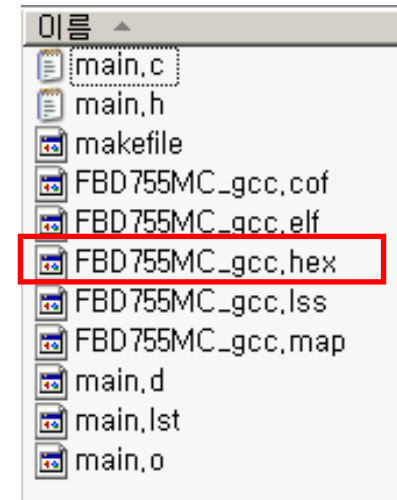 이름
main.c
main.h
makefile
FBD755MC_gcc.cof
FBD755MC_gcc.elf
FBD755MC_gcc.hex
FBD755MC_gcc.lss
FBD755MC_gcc.map
main.d
main.lst
main.o